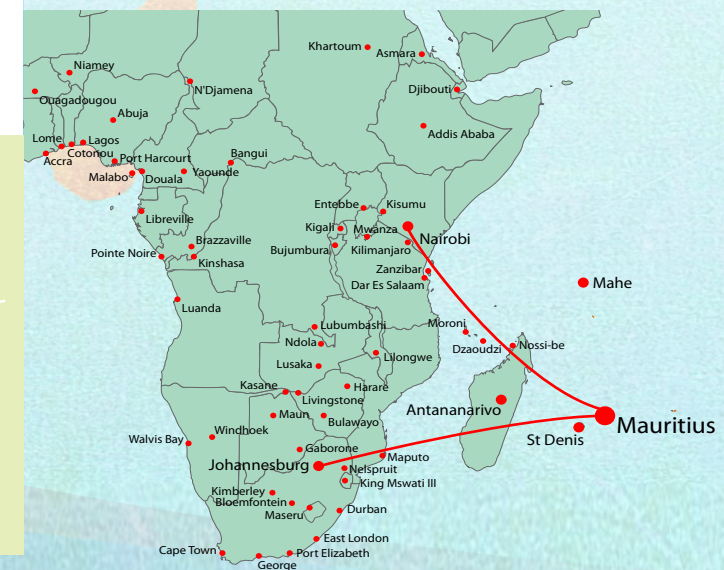 Khartoum
Asmara
Niamey
N'Djamena
Djibouti
Ouagadougou
Abuja
Addis Ababa
Lome
Lagos
Cotonou
Accra
Port Harcourt
Bangui
Malabo
Douala
Yaounde
Entebbe
Kisumu
Libreville
Kigali
Mwanza
Nairobi
Brazzaville
Bujumbura
Kilimanjaro
Pointe Noire
Kinshasa
Zanzibar
Mahe
Dar Es Salaam
Luanda
Moroni
Lubumbashi
Ndola
Dzaoudzi
Nossi-be
Lusaka
Lilongwe
Kasane
Harare
Livingstone
Antananarivo
Maun
Bulawayo
Mauritius
Windhoek
St Denis
Walvis Bay
Gaborone
Maputo
Johannesburg
Nelspruit
King Mswati III
Kimberley
Bloemfontein
Maseru
Durban
East London
Cape Town
Port Elizabeth
George